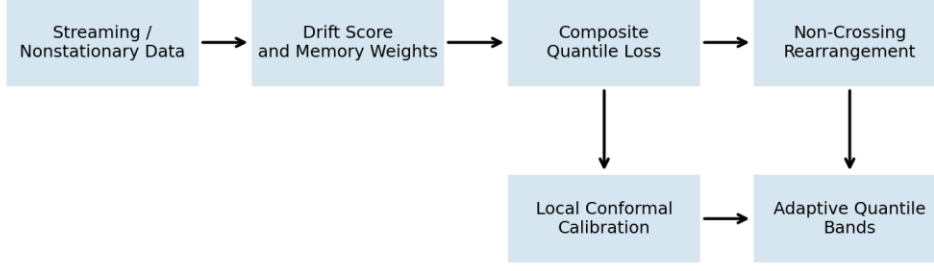 Streaming /
Nonstationary Data
Drift Score
and Memory Weights
Composite
Quantile Loss
Non-Crossing
Rearrangement
Local Conformal
Calibration
Adaptive Quantile
Bands